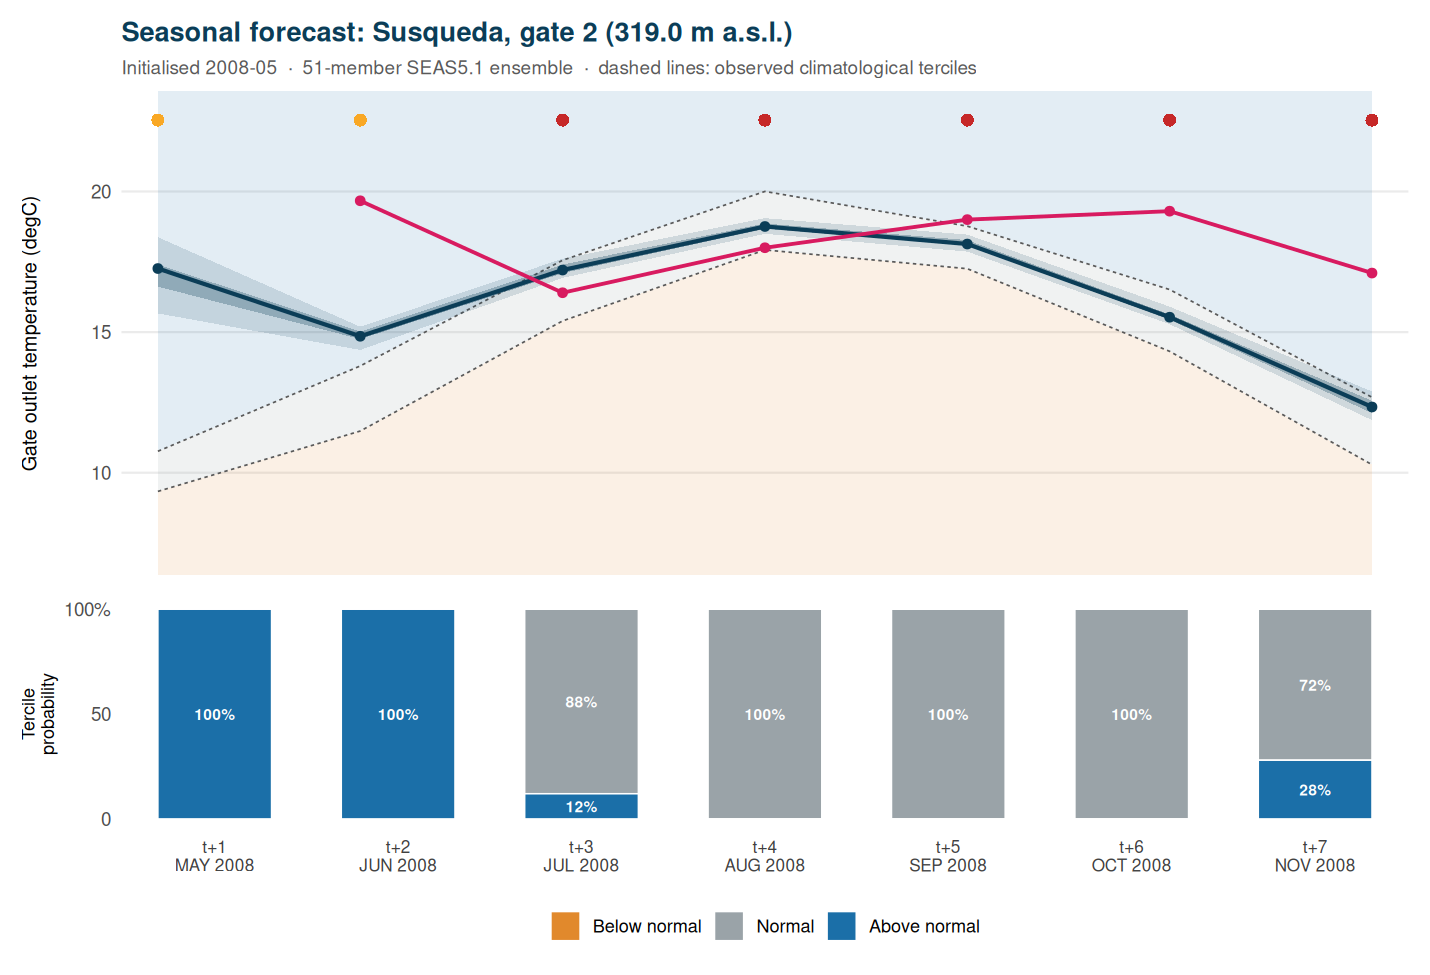 Seasonal forecast: Susqueda, gate 2 (319.0 m a.s.l.)
Initialised 2008-05 · 51-member SEAS5.1 ensemble · dashed lines: observed climatological terciles
Gate outlet temperature (degC)
20
15
10
Tercile
probability
100%
50
0
100%
100%
88%
12%
100%
100%
100%
72%
28%
t+1
MAY 2008
t+2
JUN 2008
t+3
JUL 2008
t+4
AUG 2008
t+5
SEP 2008
t+6
OCT 2008
t+7
NOV 2008
Below normal
Normal
Above normal